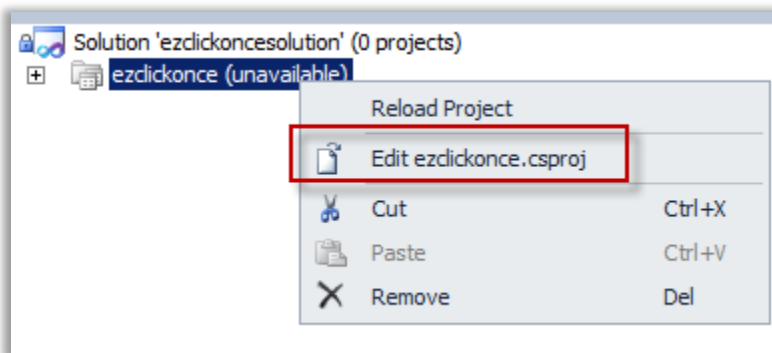 Solution 'ezclickoncesolution' (0 projects)
ezclickonce (unavailable)
Reload Project
Edit ezclickonce.csproj
Cut Ctrl+X
Paste Ctrl+V
Remove Del